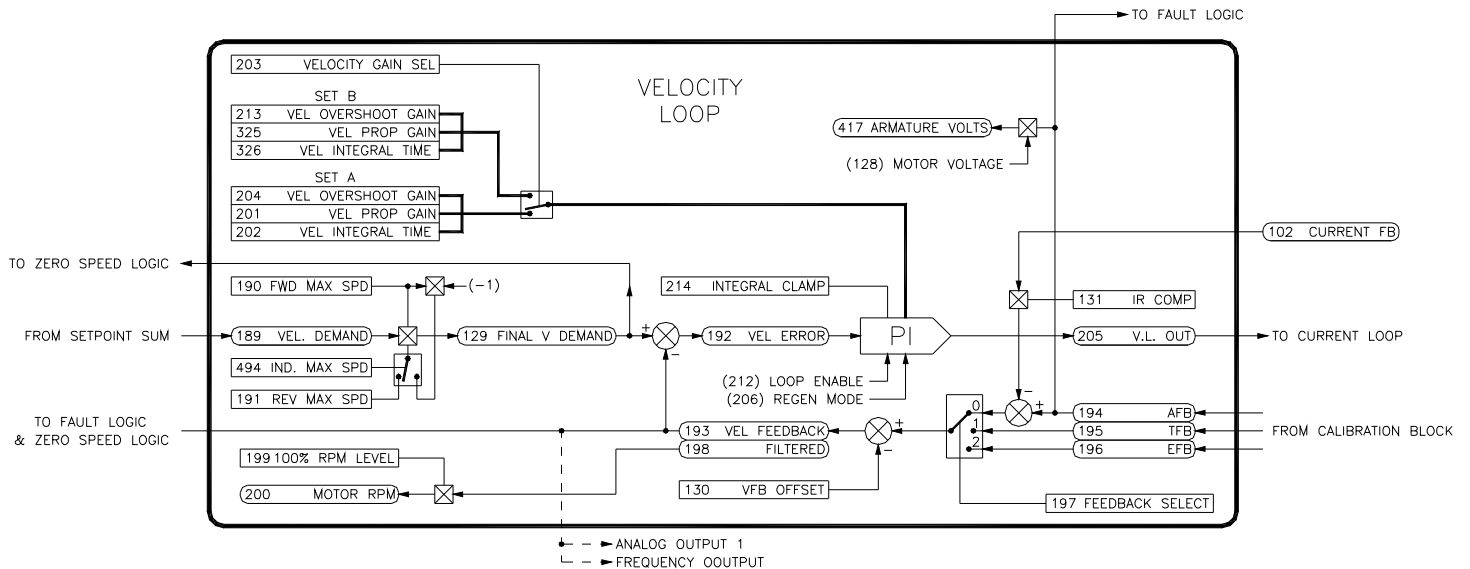 TO FAULT LOGIC
203 VELOCITY GAIN SEL
VELOCITY
LOOP
SET B
213 VEL OVERSHOOT GAIN
325 VEL PROP GAIN
326 VEL INTEGRAL TIME
417 ARMATURE VOLTS
(128) MOTOR VOLTAGE
SET A
204 VEL OVERSHOOT GAIN
201 VEL PROP GAIN
202 VEL INTEGRAL TIME
102 CURRENT FB
TO ZERO SPEED LOGIC
190 FWD MAX SPD
(-1)
214 INTEGRAL CLAMP
131 IR COMP
FROM SETPOINT SUM
189 VEL. DEMAND
129 FINAL V DEMAND
+
-
192 VEL ERROR
PI
205 V.L. OUT
TO CURRENT LOOP
494 IND. MAX SPD
191 REV MAX SPD
(212) LOOP ENABLE
(206) REGEN MODE
-
+
0
1
2
194 AFB
195 TFB
196 EFB
FROM CALIBRATION BLOCK
TO FAULT LOGIC
& ZERO SPEED LOGIC
193 VEL FEEDBACK
198 FILTERED
+
-
199 100% RPM LEVEL
200 MOTOR RPM
130 VFB OFFSET
197 FEEDBACK SELECT
ANALOG OUTPUT 1
FREQUENCY OOUTPUT